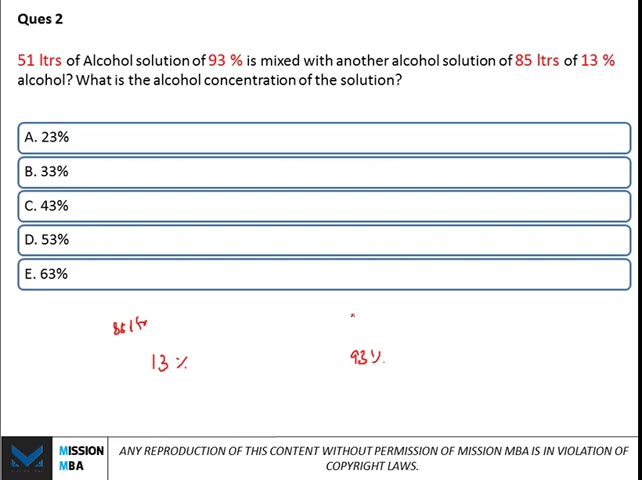 Ques 2
51 ltrs of Alcohol solution of 93 % is mixed with another alcohol solution of 85 ltrs of 13 %
alcohol? What is the alcohol concentration of the solution?
A. 23%
B. 33%
C. 43%
D. 53%
E. 63%
85 ltr
13 %
93 %
MISSION
MBA
ANY REPRODUCTION OF THIS CONTENT WITHOUT PERMISSION OF MISSION MBA IS IN VIOLATION OF
COPYRIGHT LAWS.